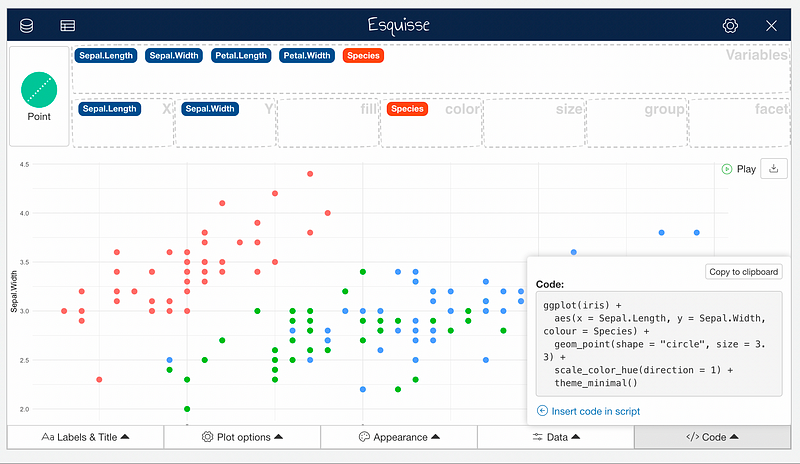 Esquisse
Sepal.Length Sepal.Width Petal.Length Petal.Width Species Variables
Point
Sepal.Length X Sepal.Width Y fill Species color size group facet
Play
4.5
4.0
3.5
3.0
2.5
2.0
Sepal.Width
Copy to clipboard
Code:
ggplot(iris) +
aes(x = Sepal.Length, y = Sepal.Width,
colour = Species) +
geom_point(shape = "circle", size = 3.
3) +
scale_color_hue(direction = 1) +
theme_minimal()
Insert code in script
Aa Labels & Title
Plot options
Appearance
Data
</> Code